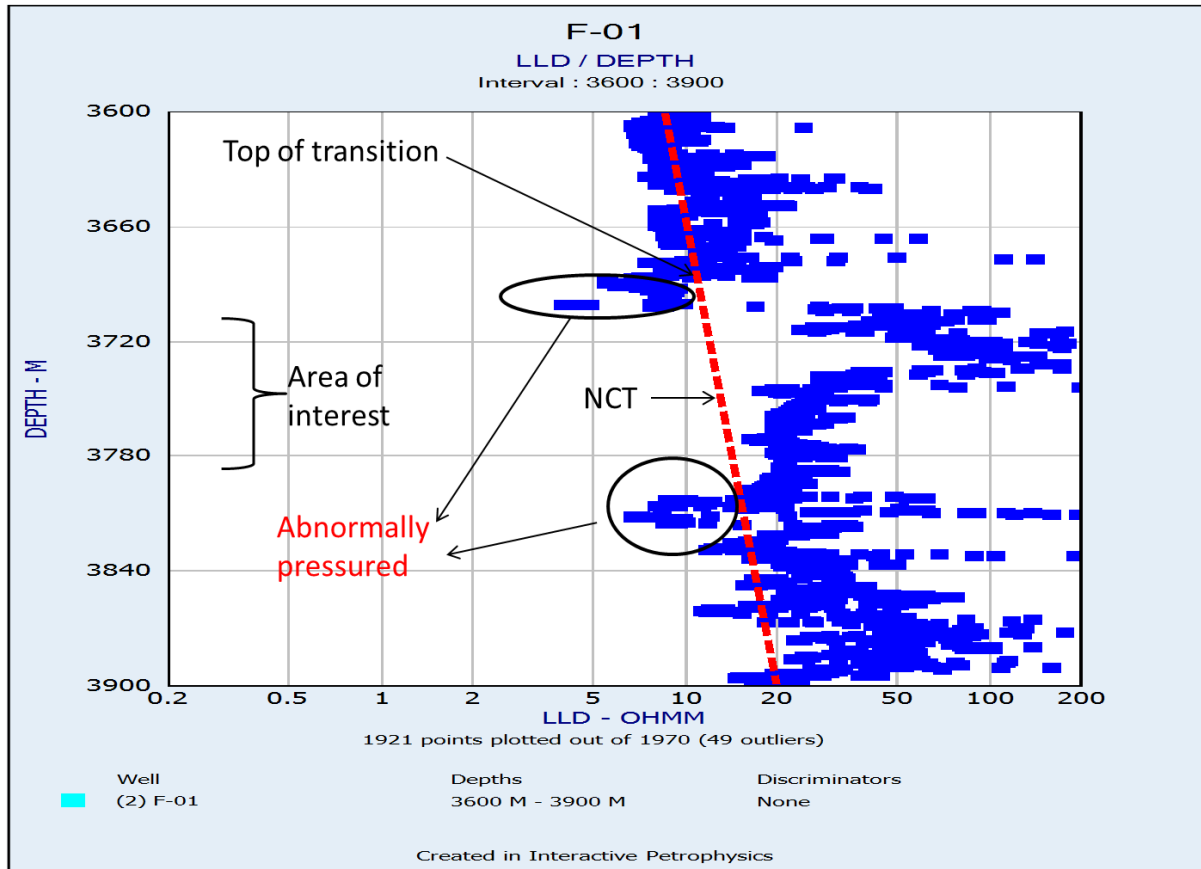 F-01
LLD / DEPTH
Interval : 3600 : 3900
3600
Top of transition
3660
3720
Area of
interest
NCT
DEPTH - M
3780
Abnormally
pressured
3840
3900
0.2 0.5 1 2 5 10 20 50 100 200
LLD - OHMM
1921 points plotted out of 1970 (49 outliers)
Well Depths Discriminators
(2) F-01 3600 M - 3900 M None
Created in Interactive Petrophysics